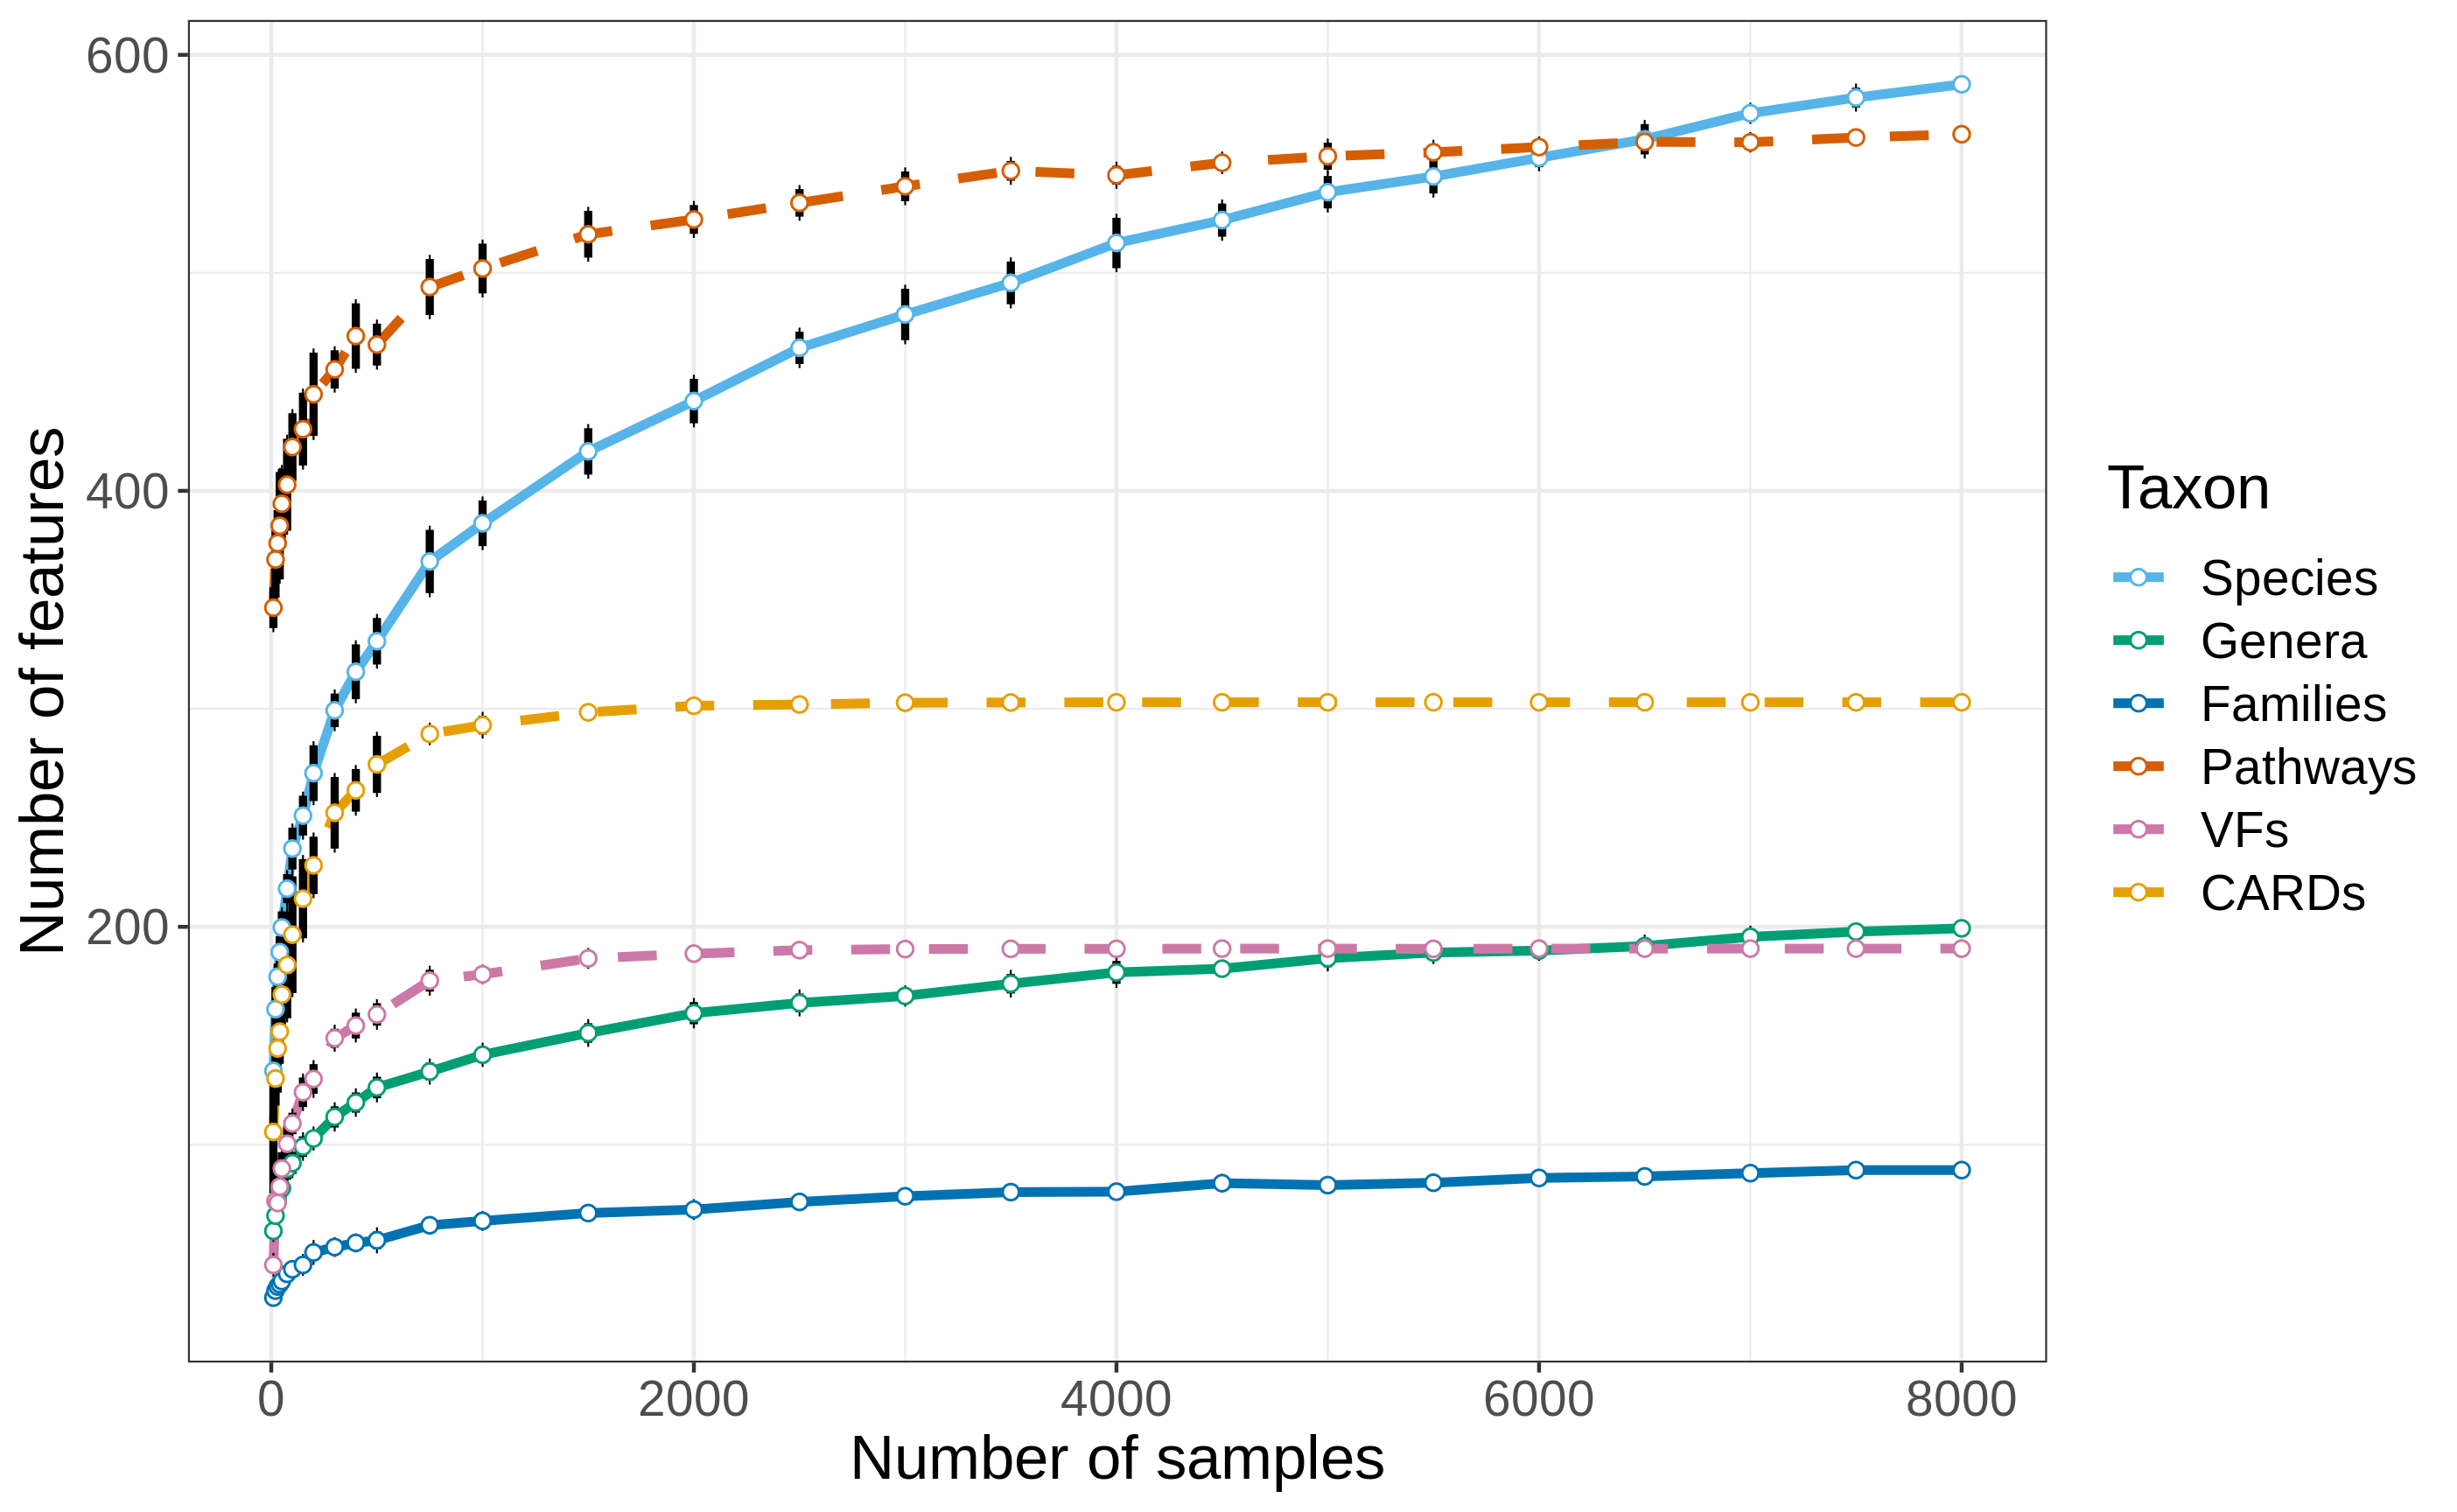 600
400
200
Number of features
0 2000 4000 6000 8000
Number of samples
Taxon
Species
Genera
Families
Pathways
VFs
CARDs